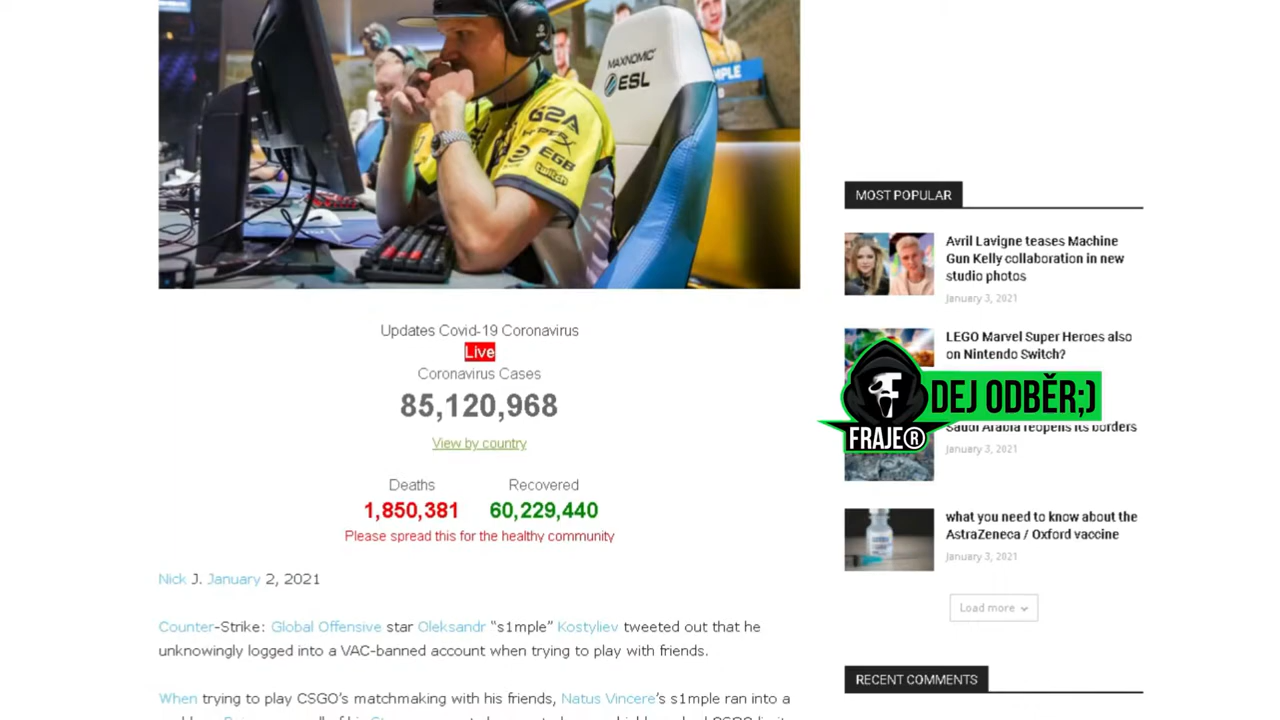 MAXNOMIC
ESL
MPLE
G2A
HYPERX
EGB
twitch
MOST POPULAR
Avril Lavigne teases Machine
Gun Kelly collaboration in new
studio photos
January 3, 2021
Updates Covid-19 Coronavirus
Live
Coronavirus Cases
85,120,968
View by country
Deaths
Recovered
1,850,381
60,229,440
Please spread this for the healthy community
LEGO Marvel Super Heroes also
on Nintendo Switch?
DEJ ODBĚR;)
FRAJE®
Saudi Arabia reopens its borders
January 3, 2021
what you need to know about the
AstraZeneca / Oxford vaccine
January 3, 2021
Load more
Nick J. January 2, 2021
Counter-Strike: Global Offensive star Oleksandr “s1mple” Kostyliev tweeted out that he
unknowingly logged into a VAC-banned account when trying to play with friends.
When trying to play CSGO’s matchmaking with his friends, Natus Vincere’s s1mple ran into a
RECENT COMMENTS